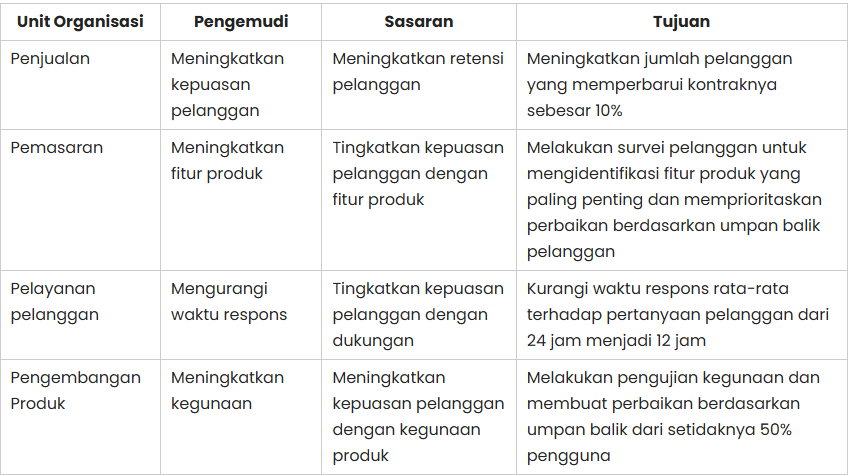 Unit Organisasi Pengemudi Sasaran Tujuan
Penjualan
Meningkatkan
kepuasan
pelanggan
Meningkatkan retensi
pelanggan
Meningkatkan jumlah pelanggan
yang memperbarui kontraknya
sebesar 10%
Pemasaran
Meningkatkan
fitur produk
Tingkatkan kepuasan
pelanggan dengan
fitur produk
Melakukan survei pelanggan untuk
mengidentifikasi fitur produk yang
paling penting dan memprioritaskan
perbaikan berdasarkan umpan balik
pelanggan
Pelayanan
pelanggan
Mengurangi
waktu respons
Tingkatkan kepuasan
pelanggan dengan
dukungan
Kurangi waktu respons rata-rata
terhadap pertanyaan pelanggan dari
24 jam menjadi 12 jam
Pengembangan
Produk
Meningkatkan
kegunaan
Meningkatkan
kepuasan pelanggan
dengan kegunaan
produk
Melakukan pengujian kegunaan dan
membuat perbaikan berdasarkan
umpan balik dari setidaknya 50%
pengguna